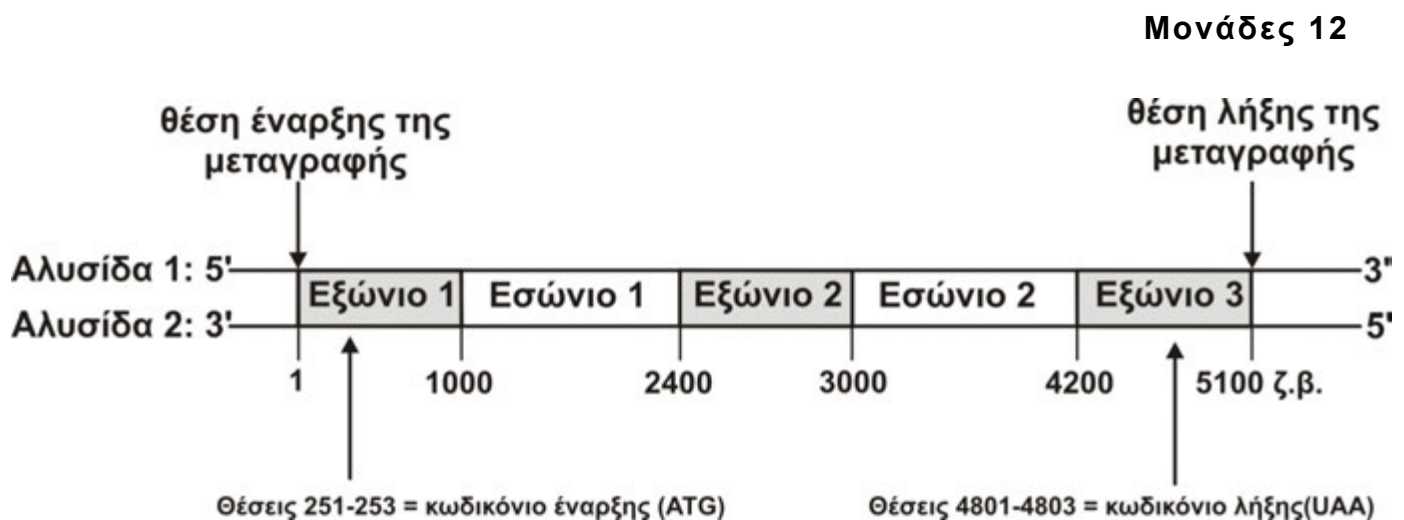 Μονάδες 12
θέση έναρξης της
μεταγραφής
θέση λήξης της
μεταγραφής
Αλυσίδα 1: 5' 3'
Εξώνιο 1 Εσώνιο 1 Εξώνιο 2 Εσώνιο 2 Εξώνιο 3
Αλυσίδα 2: 3' 5'
1 1000 2400 3000 4200 5100 ζ.β.
Θέσεις 251-253 = κωδικόνιο έναρξης (ATG) Θέσεις 4801-4803 = κωδικόνιο λήξης(UAA)